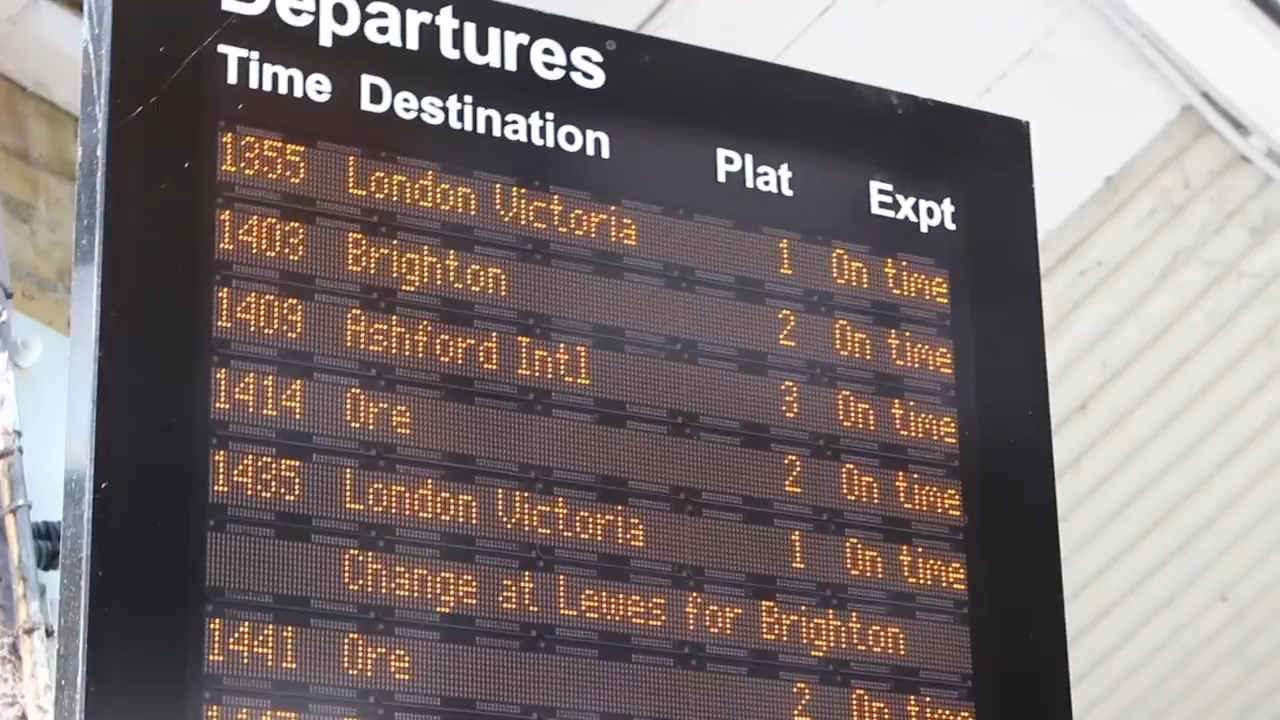 Departures
Time Destination Plat Expt
1355 London Victoria 1 On time
1403 Brighton 2 On time
1409 Ashford Intl 3 On time
1414 Ore 2 On time
1435 London Victoria 1 On time
Change at Lewes for Brighton
1441 Ore 2 On time